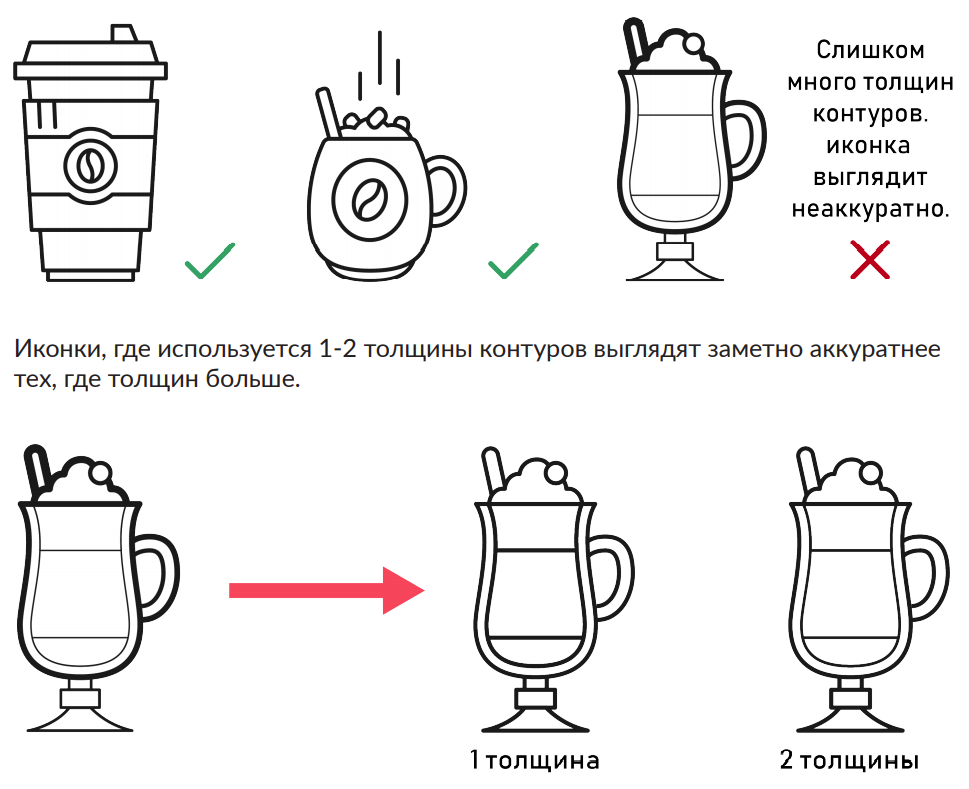 Слишком
много толщин
контуров.
иконка
выглядит
неаккуратно.
Иконки, где используется 1-2 толщины контуров выглядят заметно аккуратнее
тех, где толщин больше.
1 толщина
2 толщины